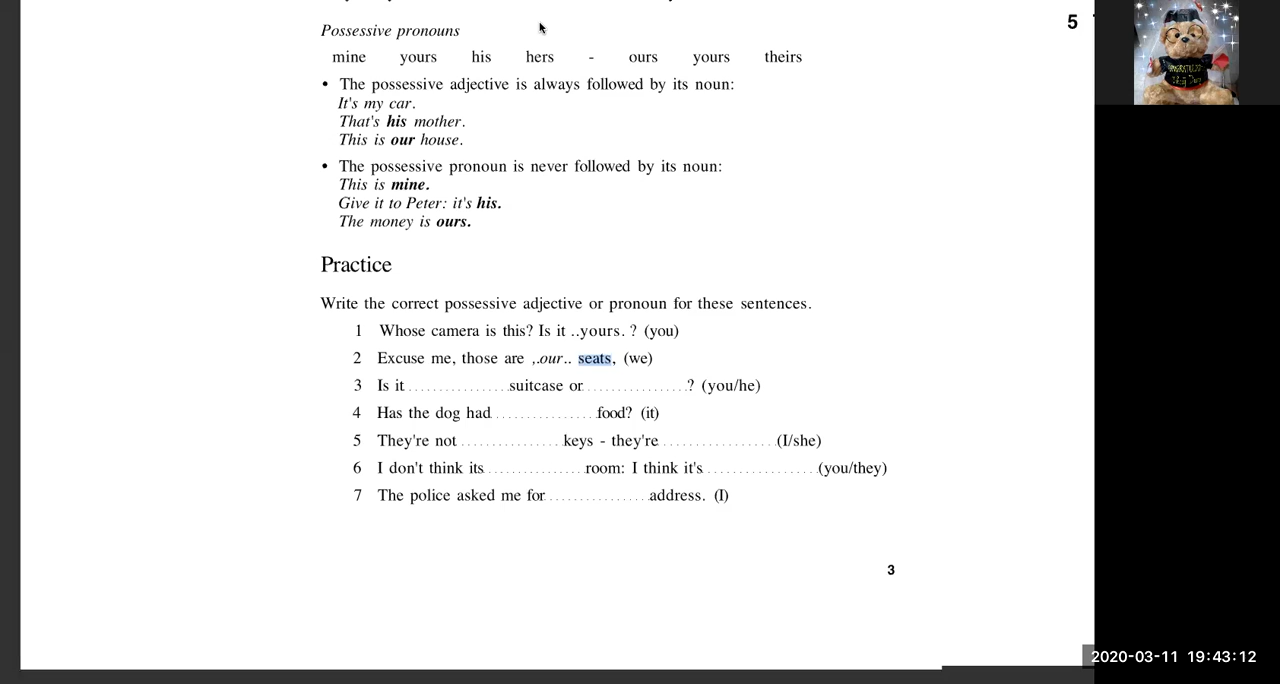 Possessive pronouns
5
mine yours his hers - ours yours theirs
• The possessive adjective is always followed by its noun:
It's my car.
That's his mother.
This is our house.
• The possessive pronoun is never followed by its noun:
This is mine.
Give it to Peter: it's his.
The money is ours.
Practice
Write the correct possessive adjective or pronoun for these sentences.
1 Whose camera is this? Is it ..yours. ? (you)
2 Excuse me, those are ,.our.. seats, (we)
3 Is it ................ suitcase or ................ ? (you/he)
4 Has the dog had ................ food? (it)
5 They're not ................ keys - they're ................ (I/she)
6 I don't think its ................ room: I think it's ................ (you/they)
7 The police asked me for ................ address. (I)
3
2020-03-11 19:43:12